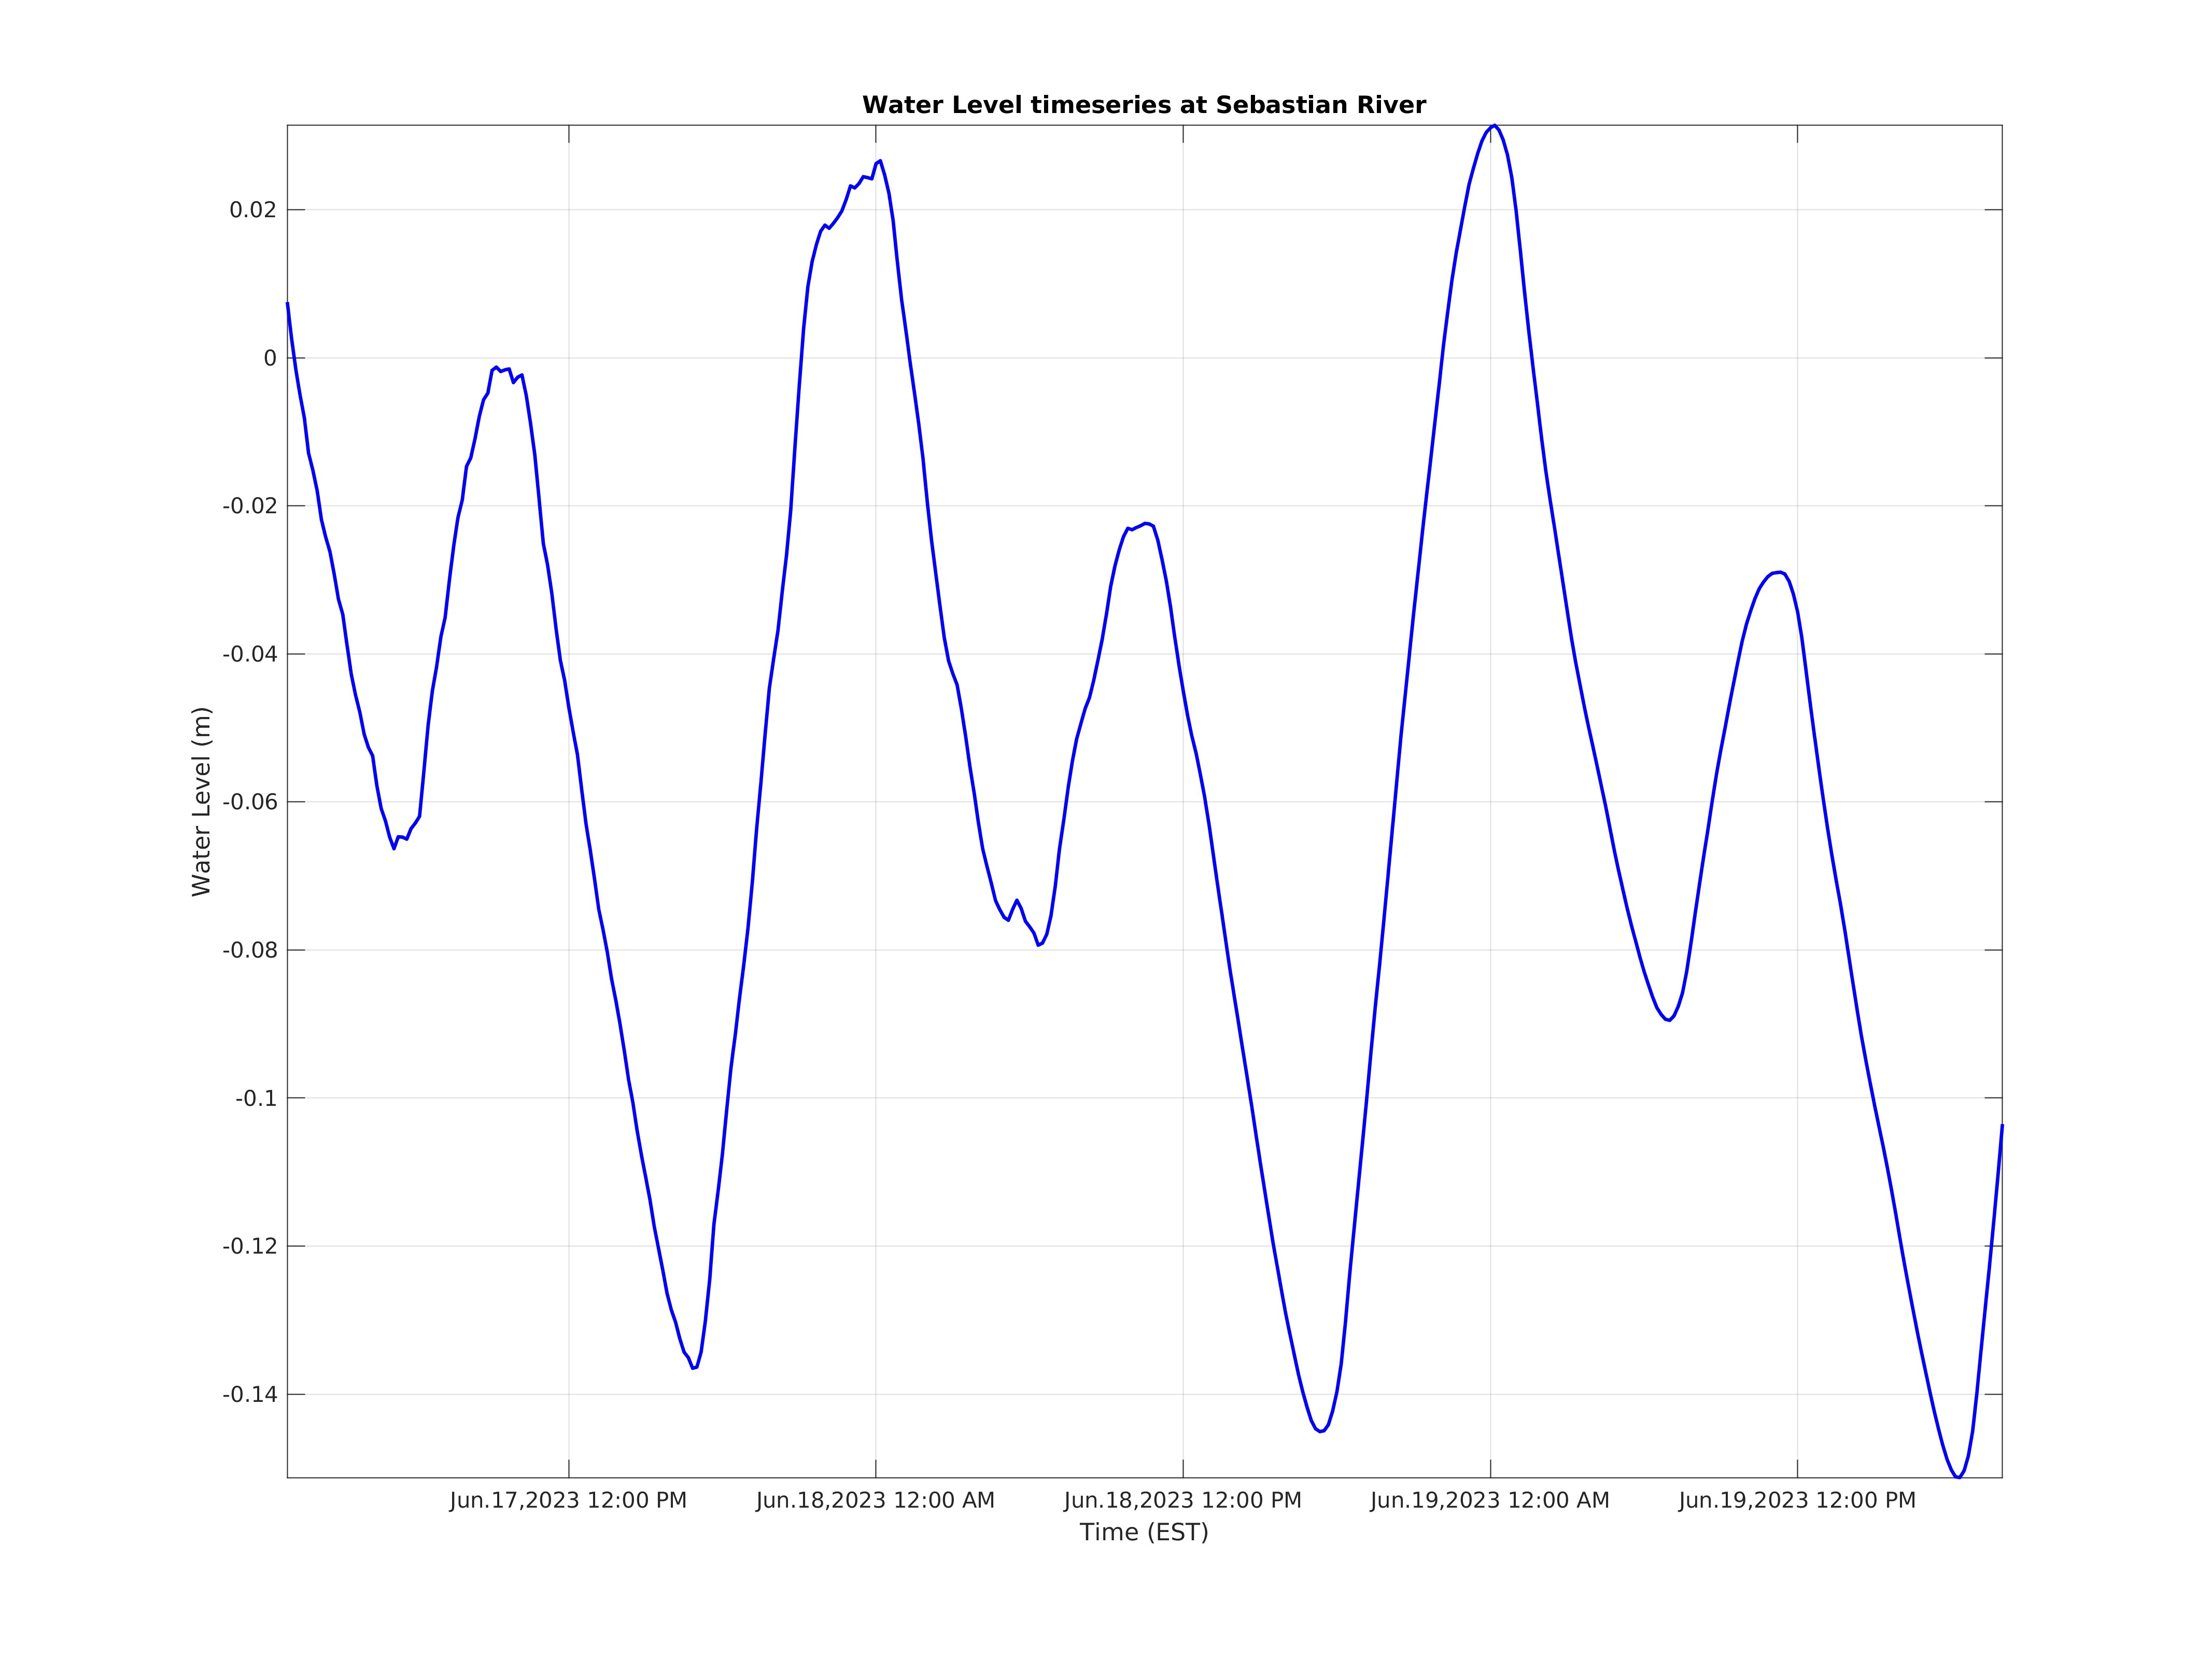 Water Level timeseries at Sebastian River
0.02
0
-0.02
-0.04
-0.06
-0.08
-0.1
-0.12
-0.14
Water Level (m)
Jun.17,2023 12:00 PM
Jun.18,2023 12:00 AM
Jun.18,2023 12:00 PM
Jun.19,2023 12:00 AM
Jun.19,2023 12:00 PM
Time (EST)